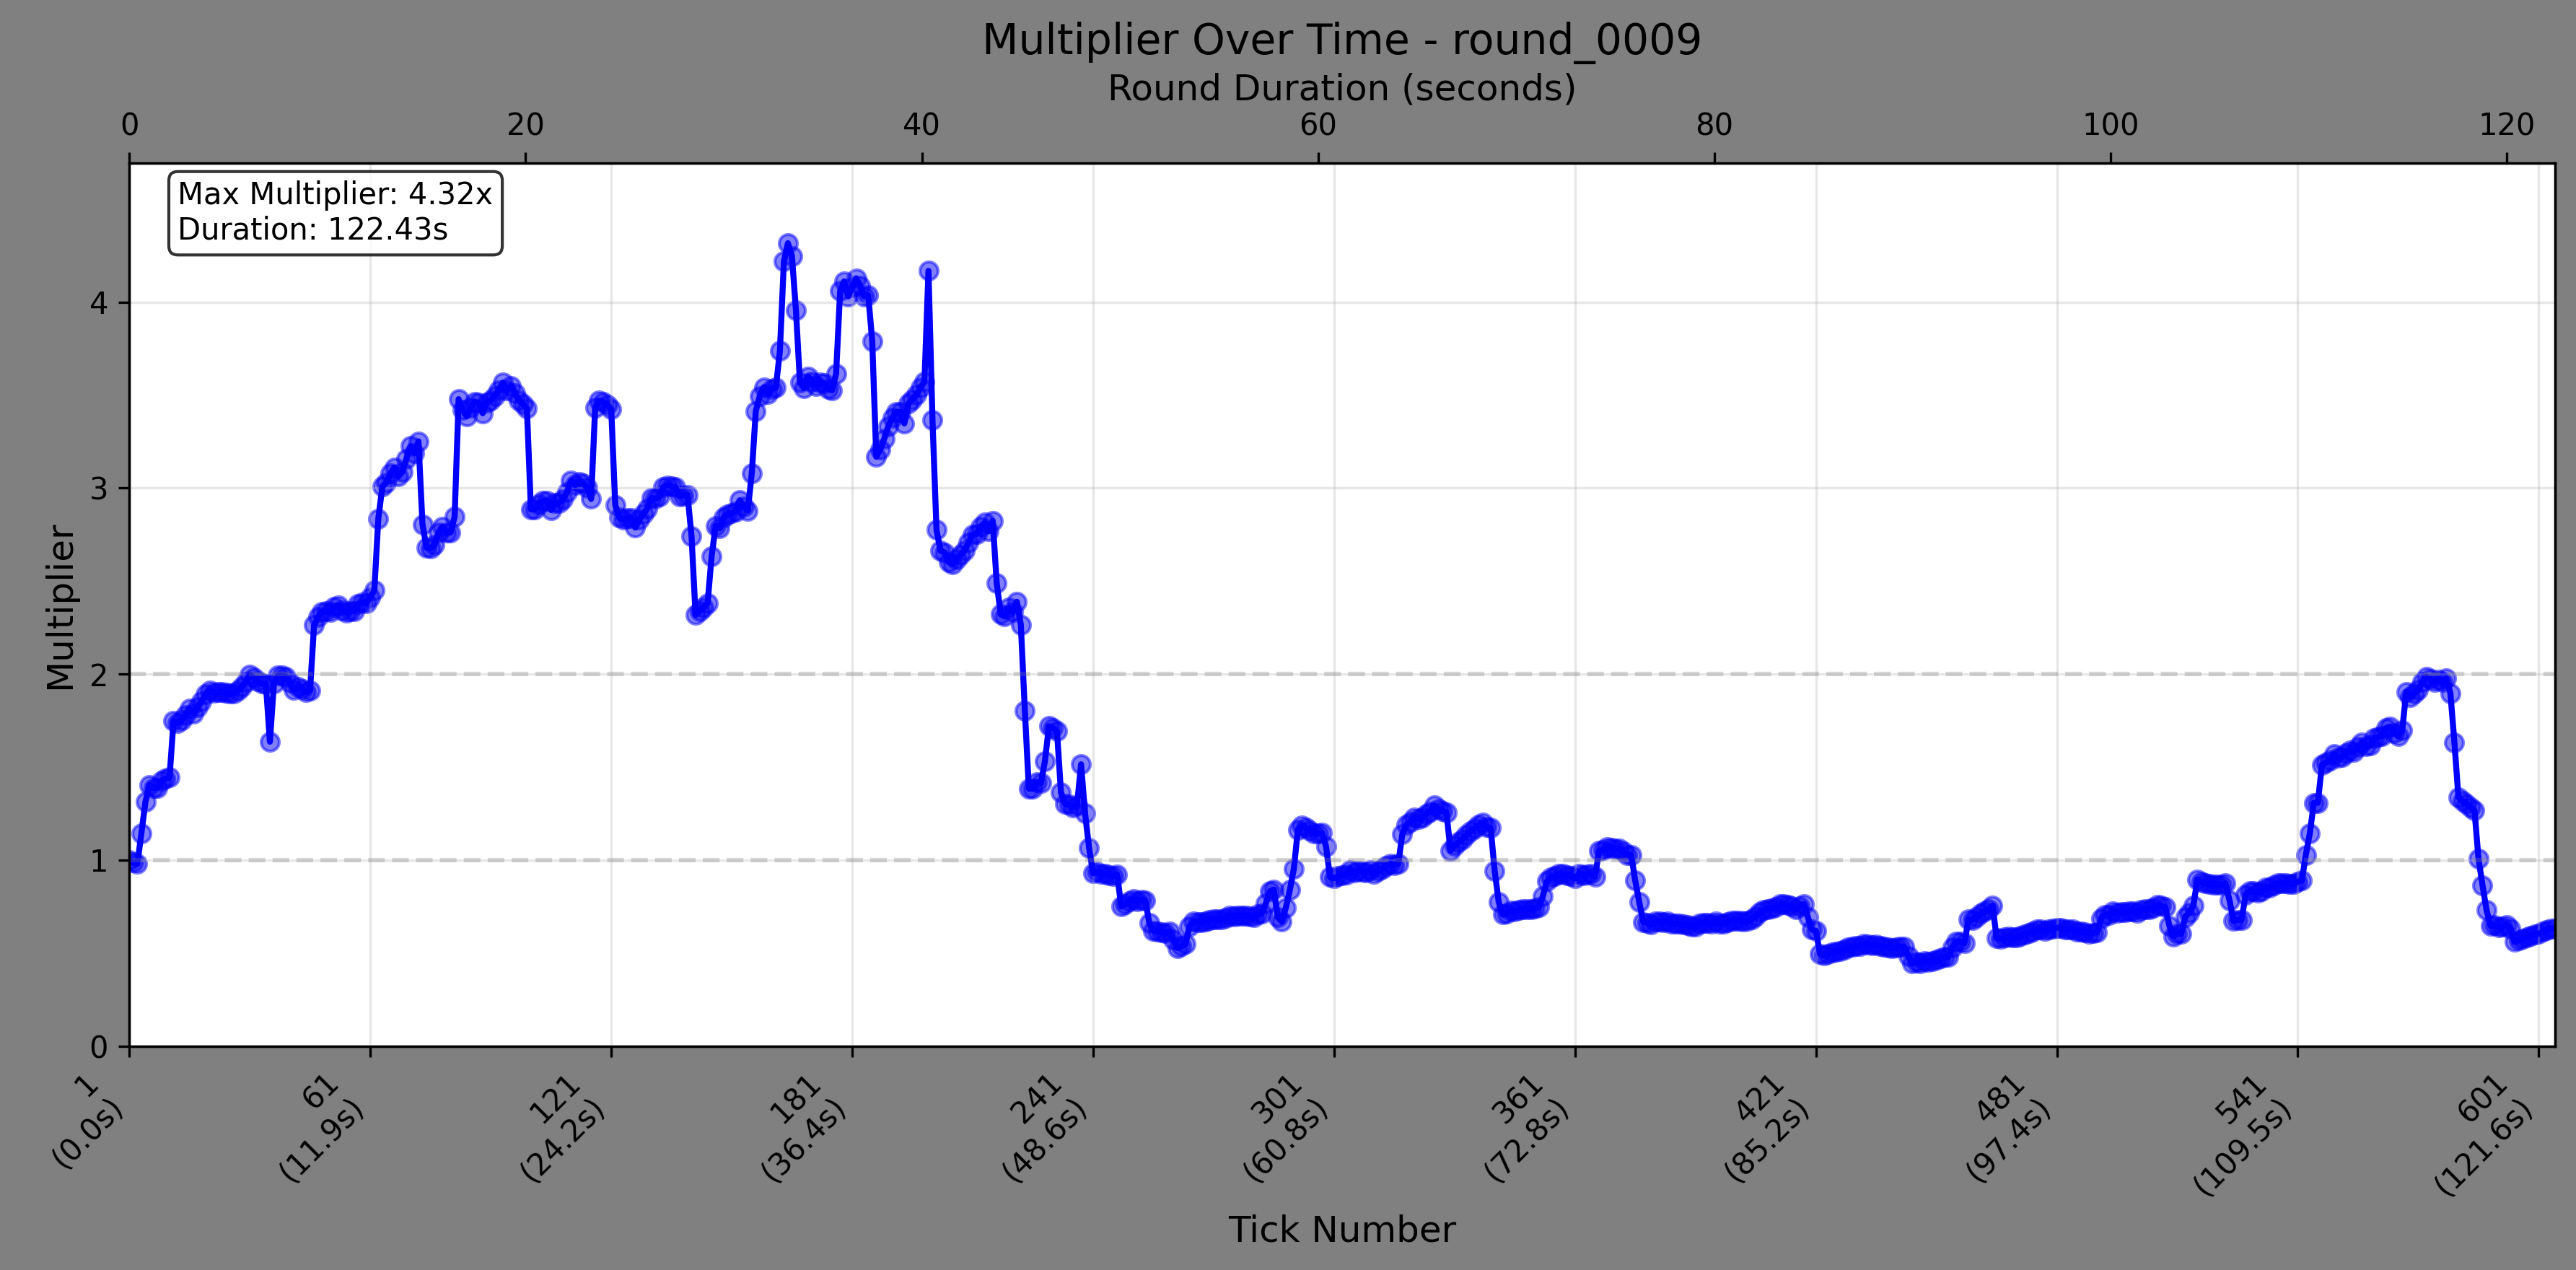 Multiplier Over Time - round_0009
Round Duration (seconds)
0 20 40 60 80 100 120
Max Multiplier: 4.32x
Duration: 122.43s
4
3
2
1
0
Multiplier
1
(0.0s)
61
(11.9s)
121
(24.2s)
181
(36.4s)
241
(48.6s)
301
(60.8s)
361
(72.8s)
421
(85.2s)
481
(97.4s)
541
(109.5s)
601
(121.6s)
Tick Number